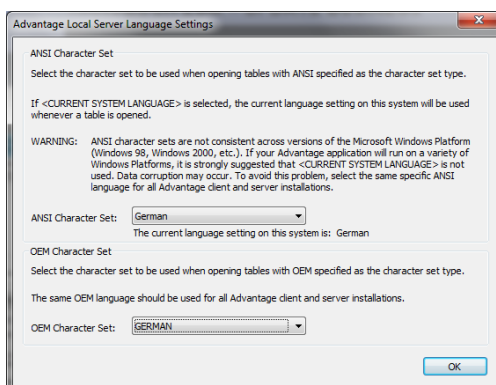 Advantage Local Server Language Settings
ANSI Character Set
Select the character set to be used when opening tables with ANSI specified as the character set type.
If <CURRENT SYSTEM LANGUAGE> is selected, the current language setting on this system will be used
whenever a table is opened.
WARNING: ANSI character sets are not consistent across versions of the Microsoft Windows Platform
(Windows 98, Windows 2000, etc.). If your Advantage application will run on a variety of
Windows Platforms, it is strongly suggested that <CURRENT SYSTEM LANGUAGE> is not
used. Data corruption may occur. To avoid this problem, select the same specific ANSI
language for all Advantage client and server installations.
ANSI Character Set: German
The current language setting on this system is: German
OEM Character Set
Select the character set to be used when opening tables with OEM specified as the character set type.
The same OEM language should be used for all Advantage client and server installations.
OEM Character Set: GERMAN
OK